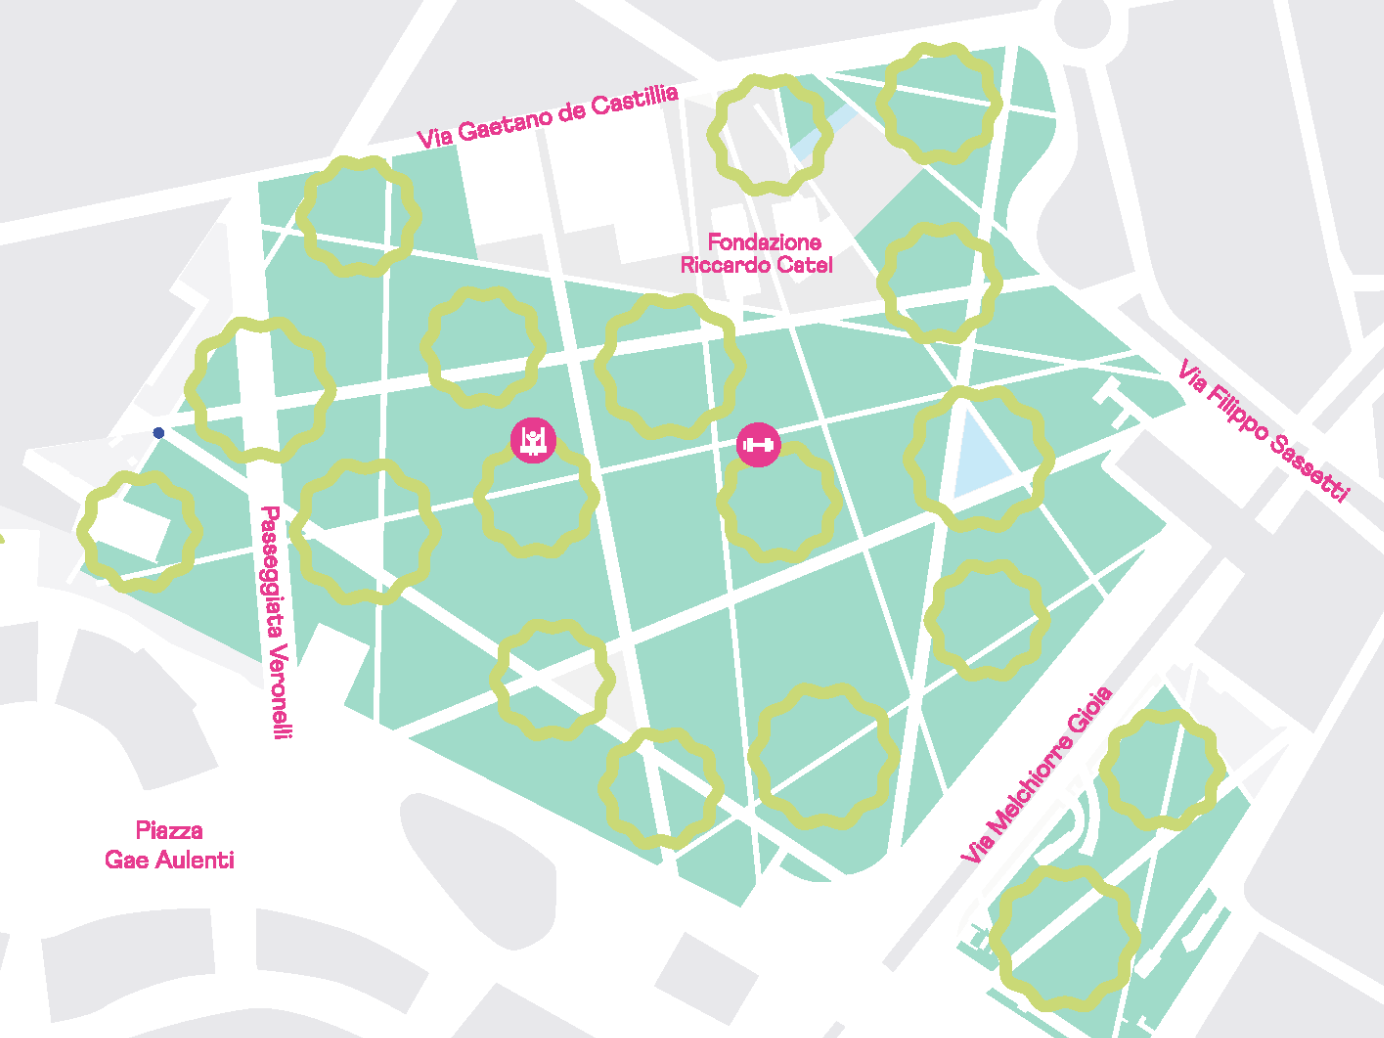 Via Gaetano de Castillia
Fondazione
Riccardo Catel
Via Filippo Sassetti
Passeggiata Veronelli
Via Melchiorre Gioia
Piazza
Gae Aulenti